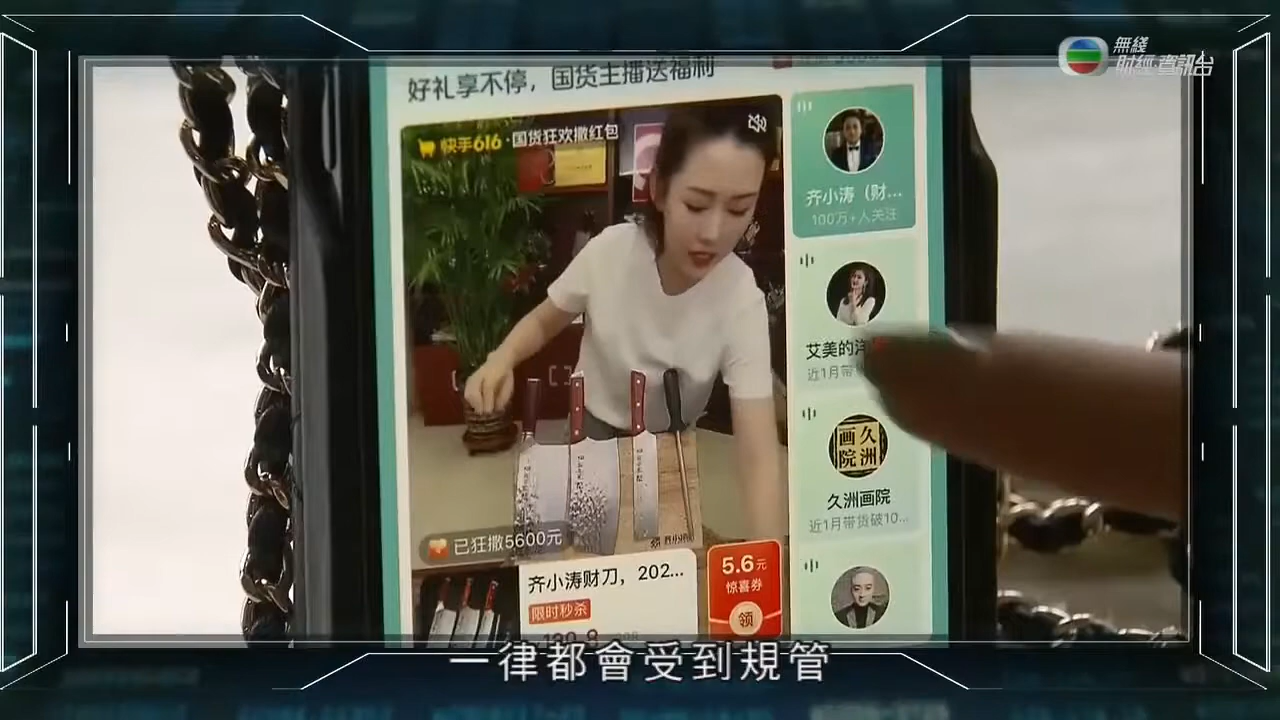 無綫
財經·資訊台
好礼享不停，国货主播送福利
快手616·国货狂欢撒红包
齐小涛（财...
100万+人关注
艾美的
近1月带
画久
院洲
久洲画院
近1月带货破10...
已狂撒5600元
齐小涛财刀，202...
限时秒杀
5.6元
惊喜券
领
一律都會受到規管